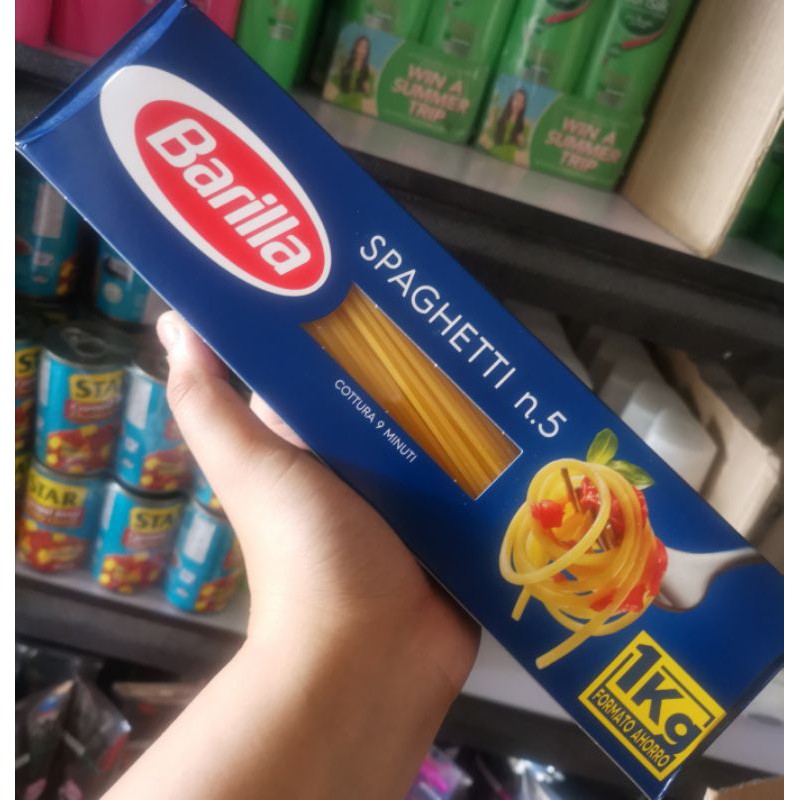 Barilla
SPAGHETTI n.5
COTTURA 9 MINUTI
1Kg
FORMATO AHORRO
WIN A
SUMMER
TRIP
WIN A
SUMMER
TRIP
STAR
STAR
STAR